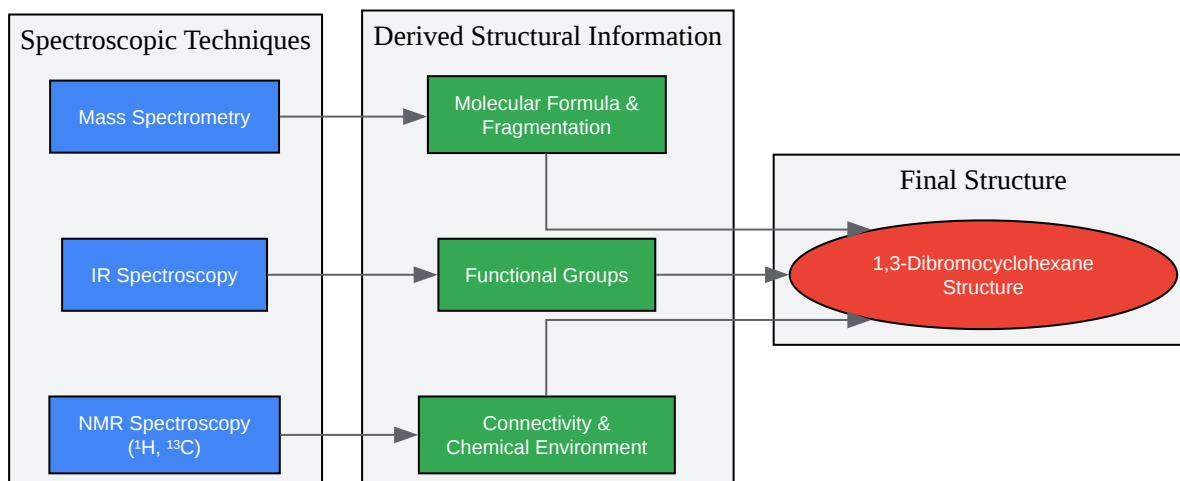 Spectroscopic Techniques
Mass Spectrometry
IR Spectroscopy
NMR Spectroscopy
(¹H, ¹³C)
Derived Structural Information
Molecular Formula &
Fragmentation
Functional Groups
Connectivity &
Chemical Environment
Final Structure
1,3-Dibromocyclohexane
Structure